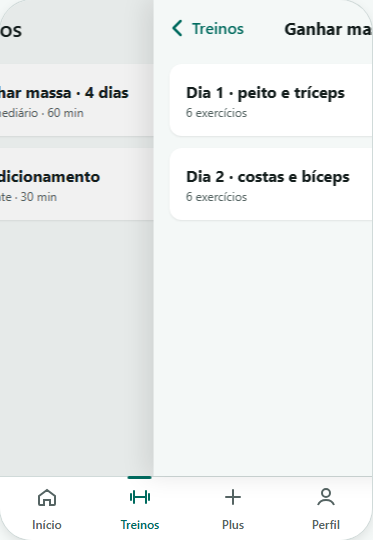 os
Treinos
Ganhar ma
har massa · 4 dias
ediário · 60 min
dicionamento
te · 30 min
Dia 1 · peito e tríceps
6 exercícios
Dia 2 · costas e bíceps
6 exercícios
Início
Treinos
Plus
Perfil